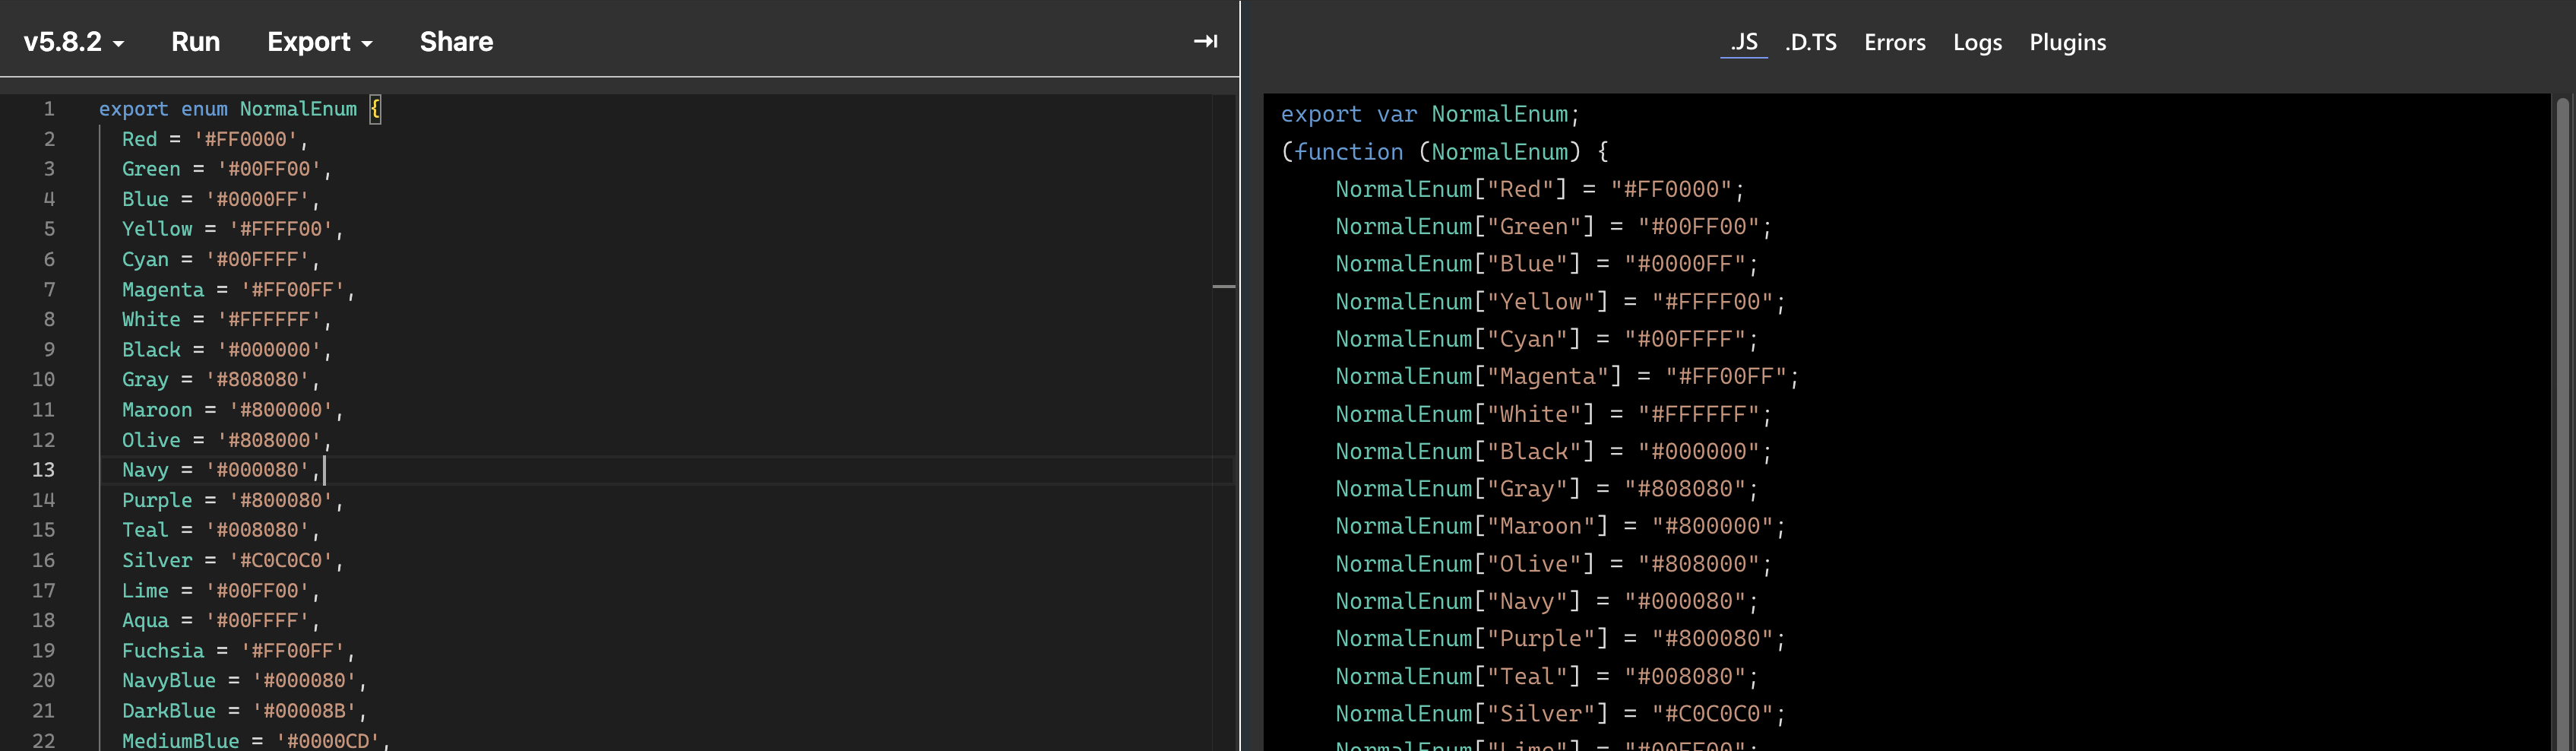 v5.8.2 Run Export Share
1 export enum NormalEnum {
2 Red = '#FF0000',
3 Green = '#00FF00',
4 Blue = '#0000FF',
5 Yellow = '#FFFF00',
6 Cyan = '#00FFFF',
7 Magenta = '#FF00FF',
8 White = '#FFFFFF',
9 Black = '#000000',
10 Gray = '#808080',
11 Maroon = '#800000',
12 Olive = '#808000',
13 Navy = '#000080',
14 Purple = '#800080',
15 Teal = '#008080',
16 Silver = '#C0C0C0',
17 Lime = '#00FF00',
18 Aqua = '#00FFFF',
19 Fuchsia = '#FF00FF',
20 NavyBlue = '#000080',
21 DarkBlue = '#00008B',
22 MediumBlue = '#0000CD',
.JS .D.TS Errors Logs Plugins
export var NormalEnum;
(function (NormalEnum) {
NormalEnum["Red"] = "#FF0000";
NormalEnum["Green"] = "#00FF00";
NormalEnum["Blue"] = "#0000FF";
NormalEnum["Yellow"] = "#FFFF00";
NormalEnum["Cyan"] = "#00FFFF";
NormalEnum["Magenta"] = "#FF00FF";
NormalEnum["White"] = "#FFFFFF";
NormalEnum["Black"] = "#000000";
NormalEnum["Gray"] = "#808080";
NormalEnum["Maroon"] = "#800000";
NormalEnum["Olive"] = "#808000";
NormalEnum["Navy"] = "#000080";
NormalEnum["Purple"] = "#800080";
NormalEnum["Teal"] = "#008080";
NormalEnum["Silver"] = "#C0C0C0";
NormalEnum["Lime"] = "#00FF00";